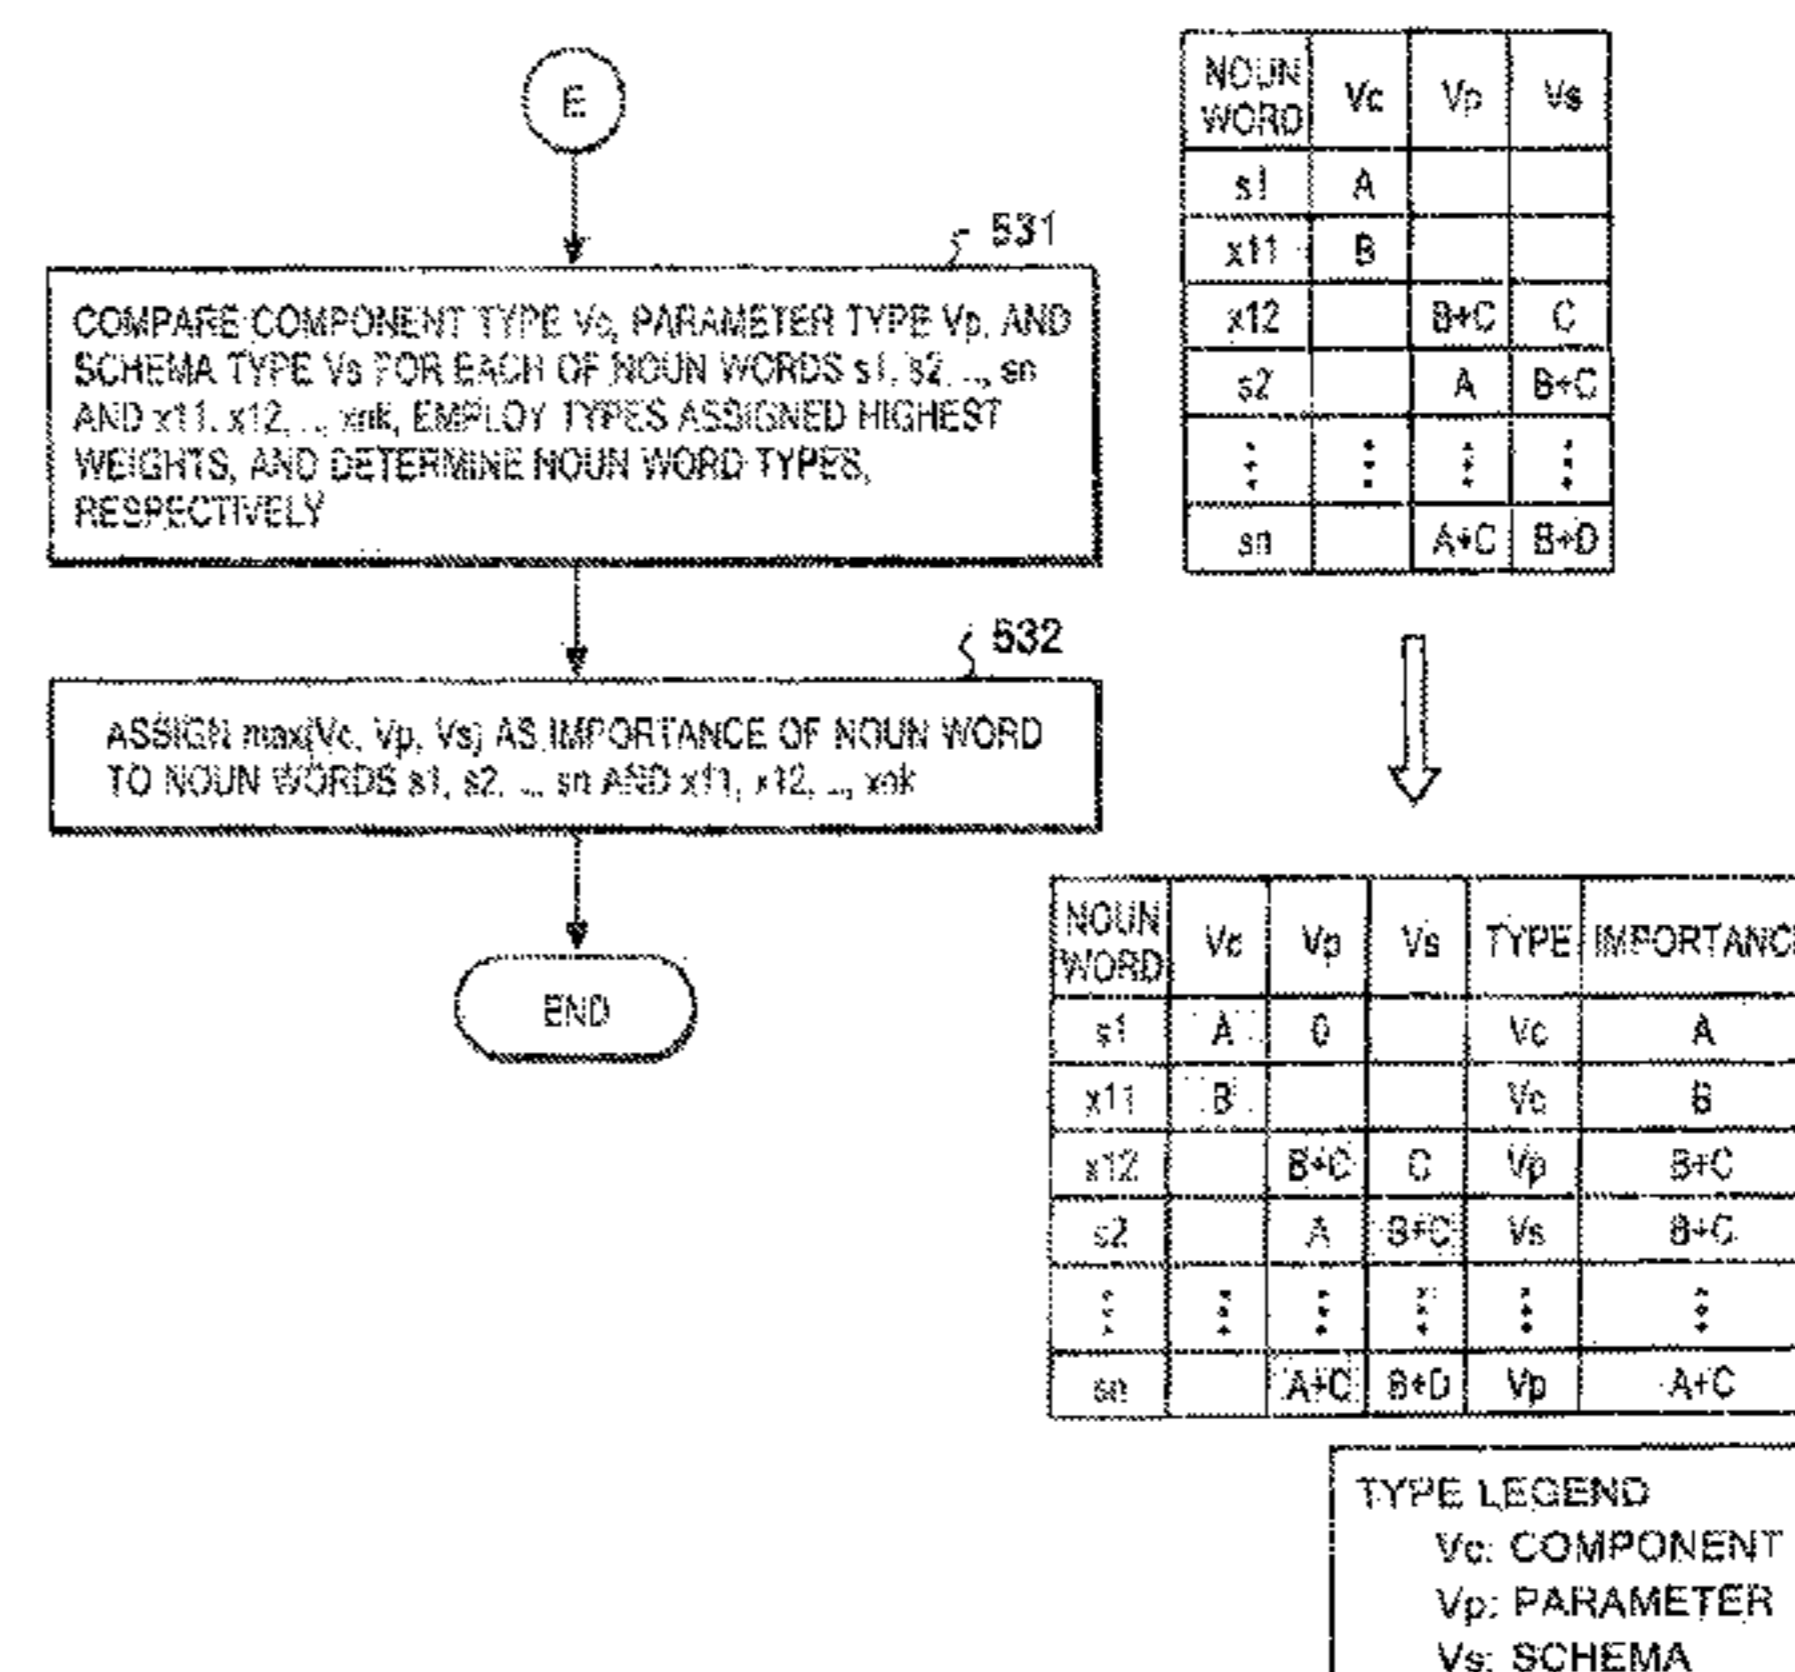 E
531
COMPARE COMPONENT TYPE Vc, PARAMETER TYPE Vp, AND
SCHEMA TYPE Vs FOR EACH OF NOUN WORDS s1, s2, .., sn
AND x11, x12, .., xnk, EMPLOY TYPES ASSIGNED HIGHEST
WEIGHTS, AND DETERMINE NOUN WORD TYPES,
RESPECTIVELY
532
ASSIGN max(Vc, Vp, Vs) AS IMPORTANCE OF NOUN WORD
TO NOUN WORDS s1, s2, .., sn AND x11, x12, .., xnk
END
NOUN WORD Vc Vp Vs
s1 A
x11 B
x12 B+C C
s2 A B+C
sn A+C B+D
NOUN WORD Vc Vp Vs TYPE IMPORTANC
s1 A 0 Vc A
x11 B Vc B
x12 B+C C Vp B+C
s2 A B+C Vs B+C
sn A+C B+D Vp A+C
TYPE LEGEND
Vc: COMPONENT
Vp: PARAMETER
Vs: SCHEMA